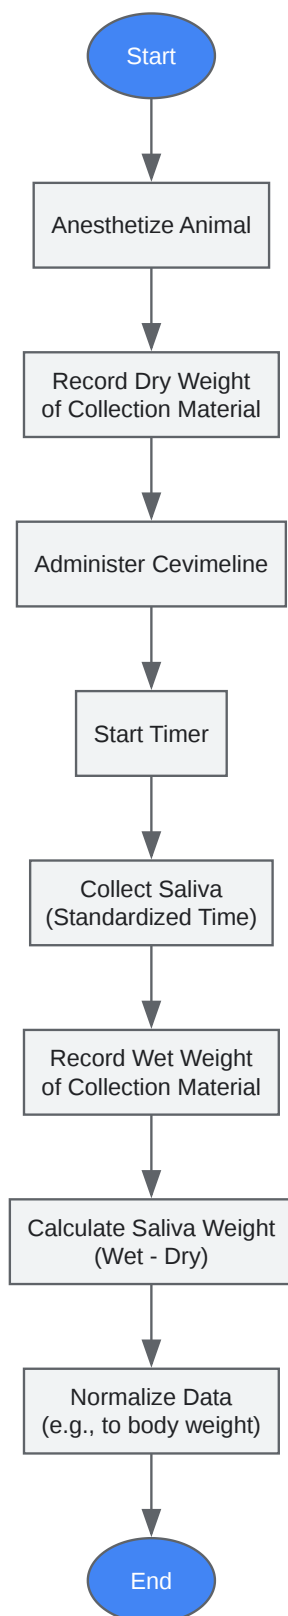 Start
Anesthetize Animal
Record Dry Weight
of Collection Material
Administer Cevimeline
Start Timer
Collect Saliva
(Standardized Time)
Record Wet Weight
of Collection Material
Calculate Saliva Weight
(Wet - Dry)
Normalize Data
(e.g., to body weight)
End